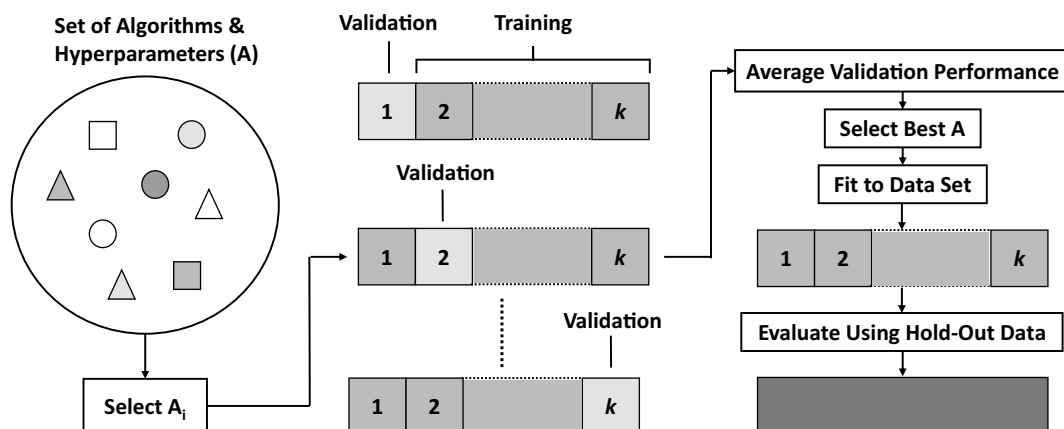 Set of Algorithms &
Hyperparameters (A)
Select Aᵢ
Validation
Training
1 2 k
Validation
1 2 k
Validation
1 2 k
Average Validation Performance
Select Best A
Fit to Data Set
1 2 k
Evaluate Using Hold-Out Data